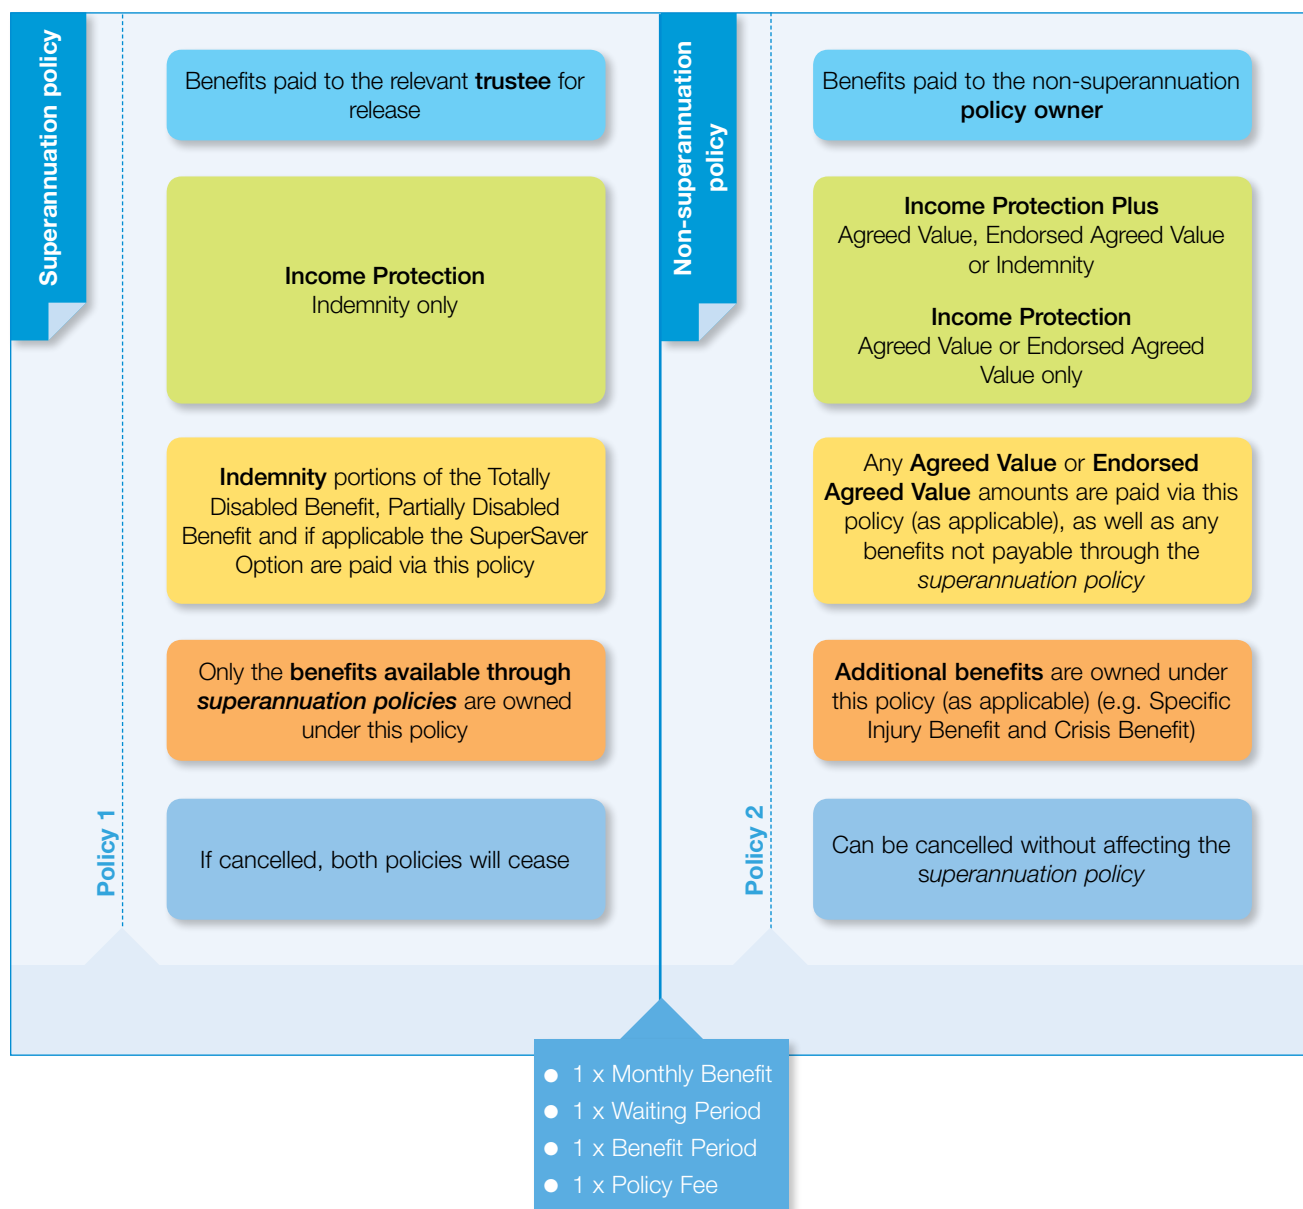 Superannuation policy
Benefits paid to the relevant trustee for
release
Income Protection
Indemnity only
Indemnity portions of the Totally
Disabled Benefit, Partially Disabled
Benefit and if applicable the SuperSaver
Option are paid via this policy
Only the benefits available through
superannuation policies are owned
under this policy
If cancelled, both policies will cease
Policy 1
Non-superannuation
policy
Benefits paid to the non-superannuation
policy owner
Income Protection Plus
Agreed Value, Endorsed Agreed Value
or Indemnity
Income Protection
Agreed Value or Endorsed Agreed
Value only
Any Agreed Value or Endorsed
Agreed Value amounts are paid via this
policy (as applicable), as well as any
benefits not payable through the
superannuation policy
Additional benefits are owned under
this policy (as applicable) (e.g. Specific
Injury Benefit and Crisis Benefit)
Can be cancelled without affecting the
superannuation policy
Policy 2
● 1 x Monthly Benefit
● 1 x Waiting Period
● 1 x Benefit Period
● 1 x Policy Fee